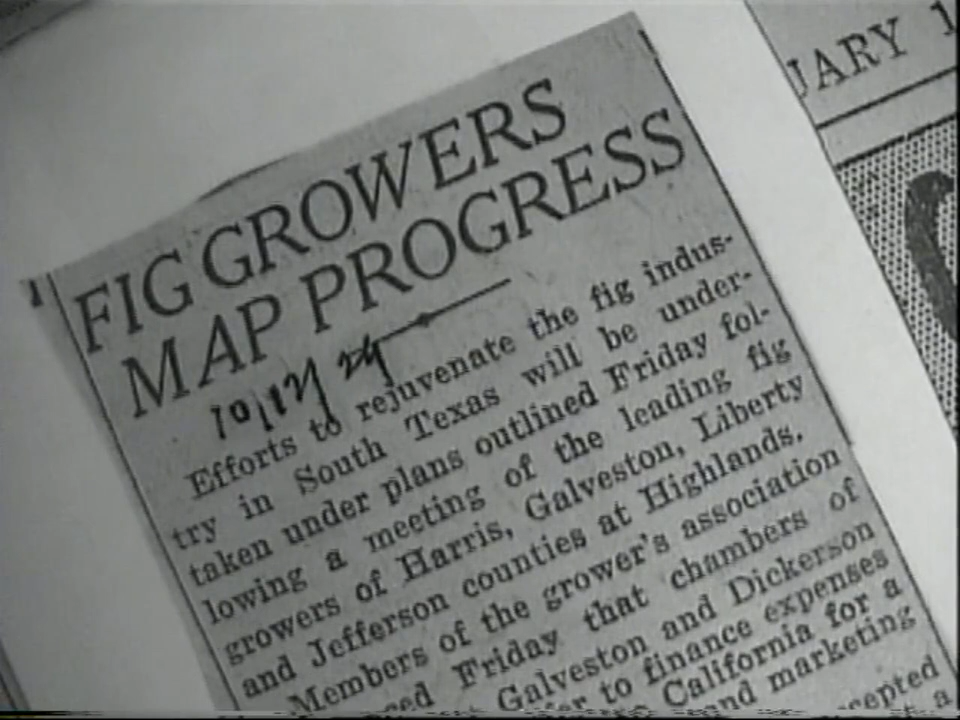 FIG GROWERS
MAP PROGRESS
Efforts to rejuvenate the fig indus-
try in South Texas will be under-
taken under plans outlined Friday fol-
lowing a meeting of the leading fig
growers of Harris, Galveston, Liberty
and Jefferson counties at Highlands.
Members of the grower's association
Friday that chambers of
Galveston and Dickerson
to finance expenses
California for a
marketing
a
JARY 1